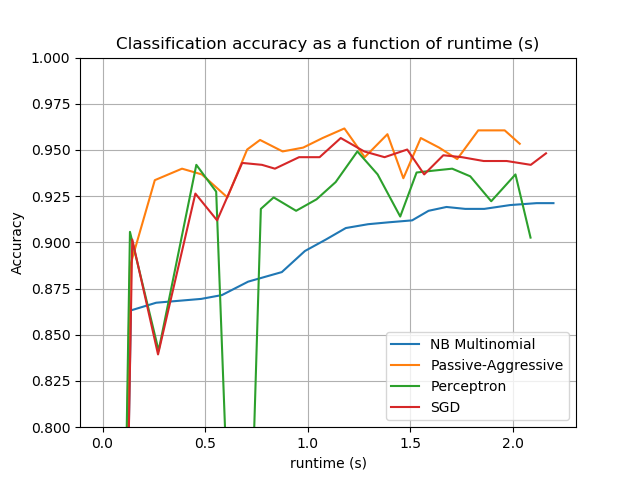 Classification accuracy as a function of runtime (s)
1.000
0.975
0.950
0.925
0.900
0.875
0.850
0.825
0.800
Accuracy
0.0 0.5 1.0 1.5 2.0
runtime (s)
NB Multinomial
Passive-Aggressive
Perceptron
SGD